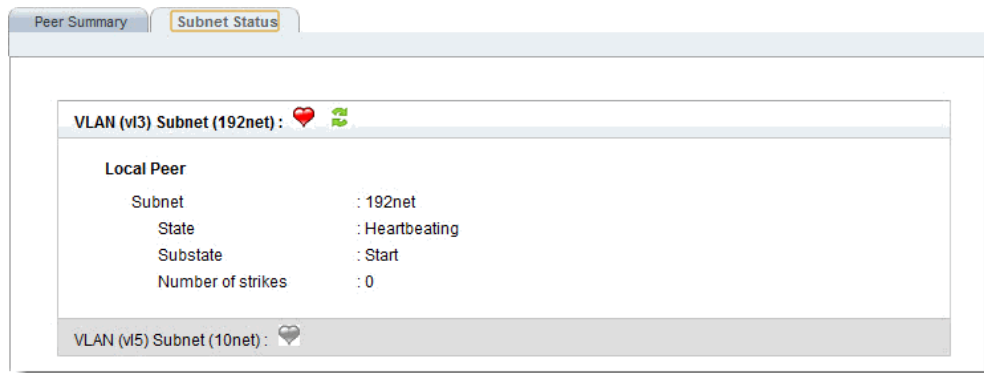 Peer Summary Subnet Status
VLAN (vl3) Subnet (192net) :
Local Peer
Subnet : 192net
State : Heartbeating
Substate : Start
Number of strikes : 0
VLAN (vl5) Subnet (10net) :